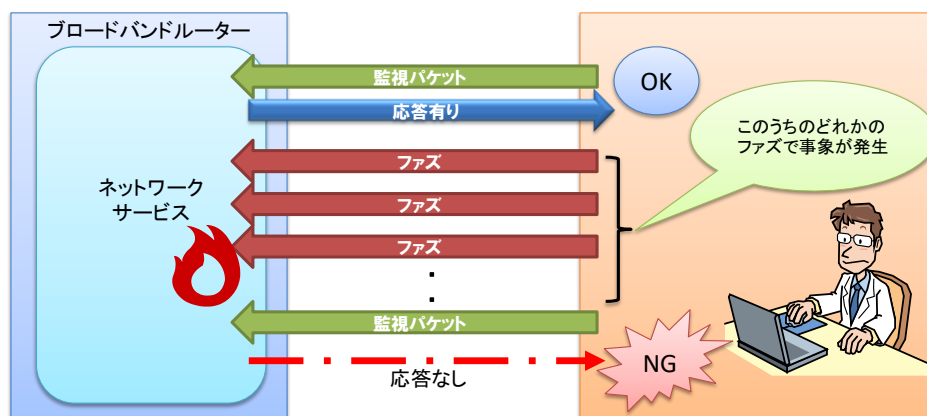 ブロードバンドルーター
監視パケット
OK
応答有り
このうちのどれかの
ファズで事象が発生
ファズ
ネットワーク
サービス
ファズ
ファズ
・
・
監視パケット
NG
応答なし